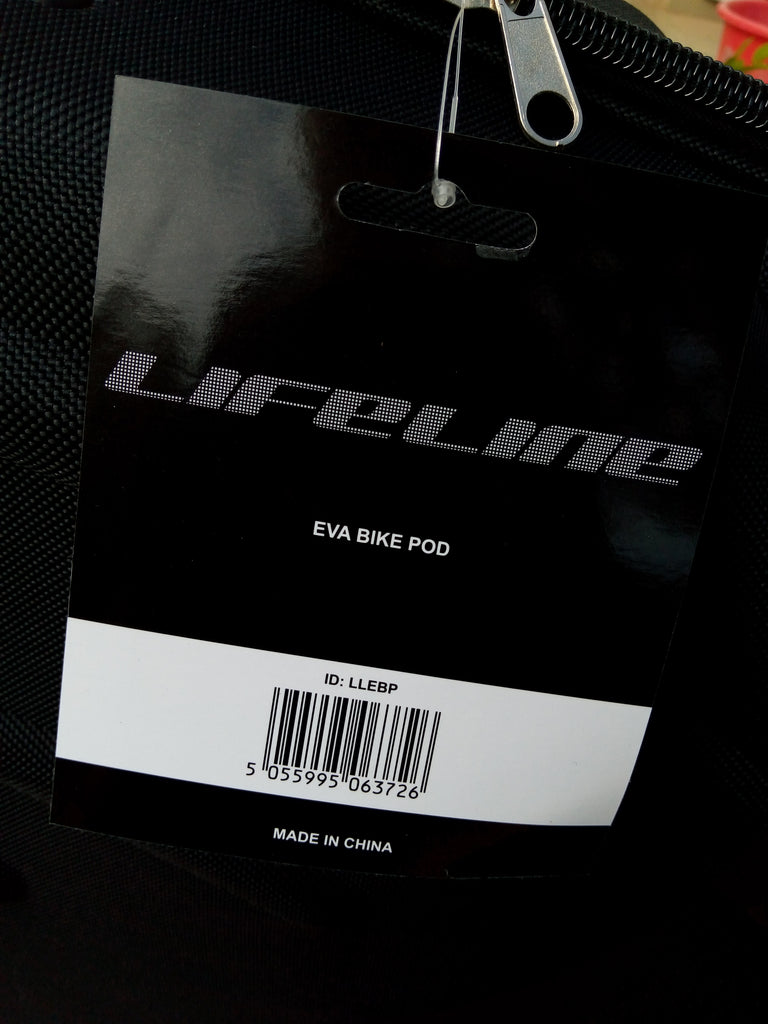 LIFELINE
EVA BIKE POD
ID: LLEBP
5 055995 063726
MADE IN CHINA